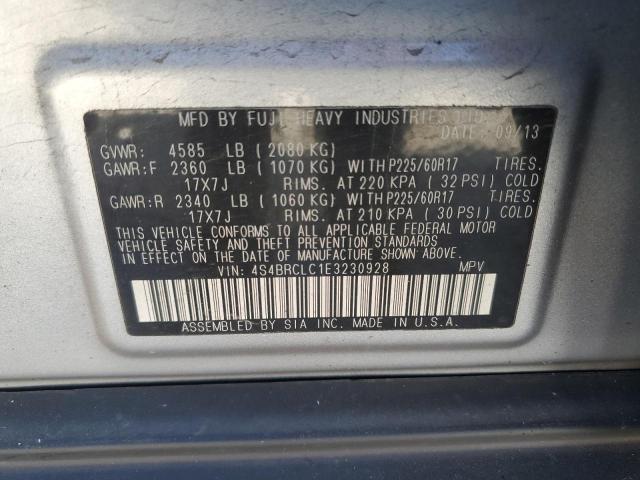 MFD BY FUJI HEAVY INDUSTRIES LTD.
DATE: 09/13
GVWR: 4585 LB ( 2080 KG)
GAWR:F 2360 LB ( 1070 KG) WITH P225/60R17 TIRES.
17X7J RIMS. AT 220 KPA ( 32 PSI) COLD
GAWR:R 2340 LB ( 1060 KG) WITH P225/60R17 TIRES.
17X7J RIMS. AT 210 KPA ( 30 PSI) COLD
THIS VEHICLE CONFORMS TO ALL APPLICABLE FEDERAL MOTOR
VEHICLE SAFETY AND THEFT PREVENTION STANDARDS
IN EFFECT ON THE DATE OF MANUFACTURE SHOWN ABOVE.
VIN: 4S4BRCLC1E3230928 MPV
ASSEMBLED BY SIA INC. MADE IN U.S.A.